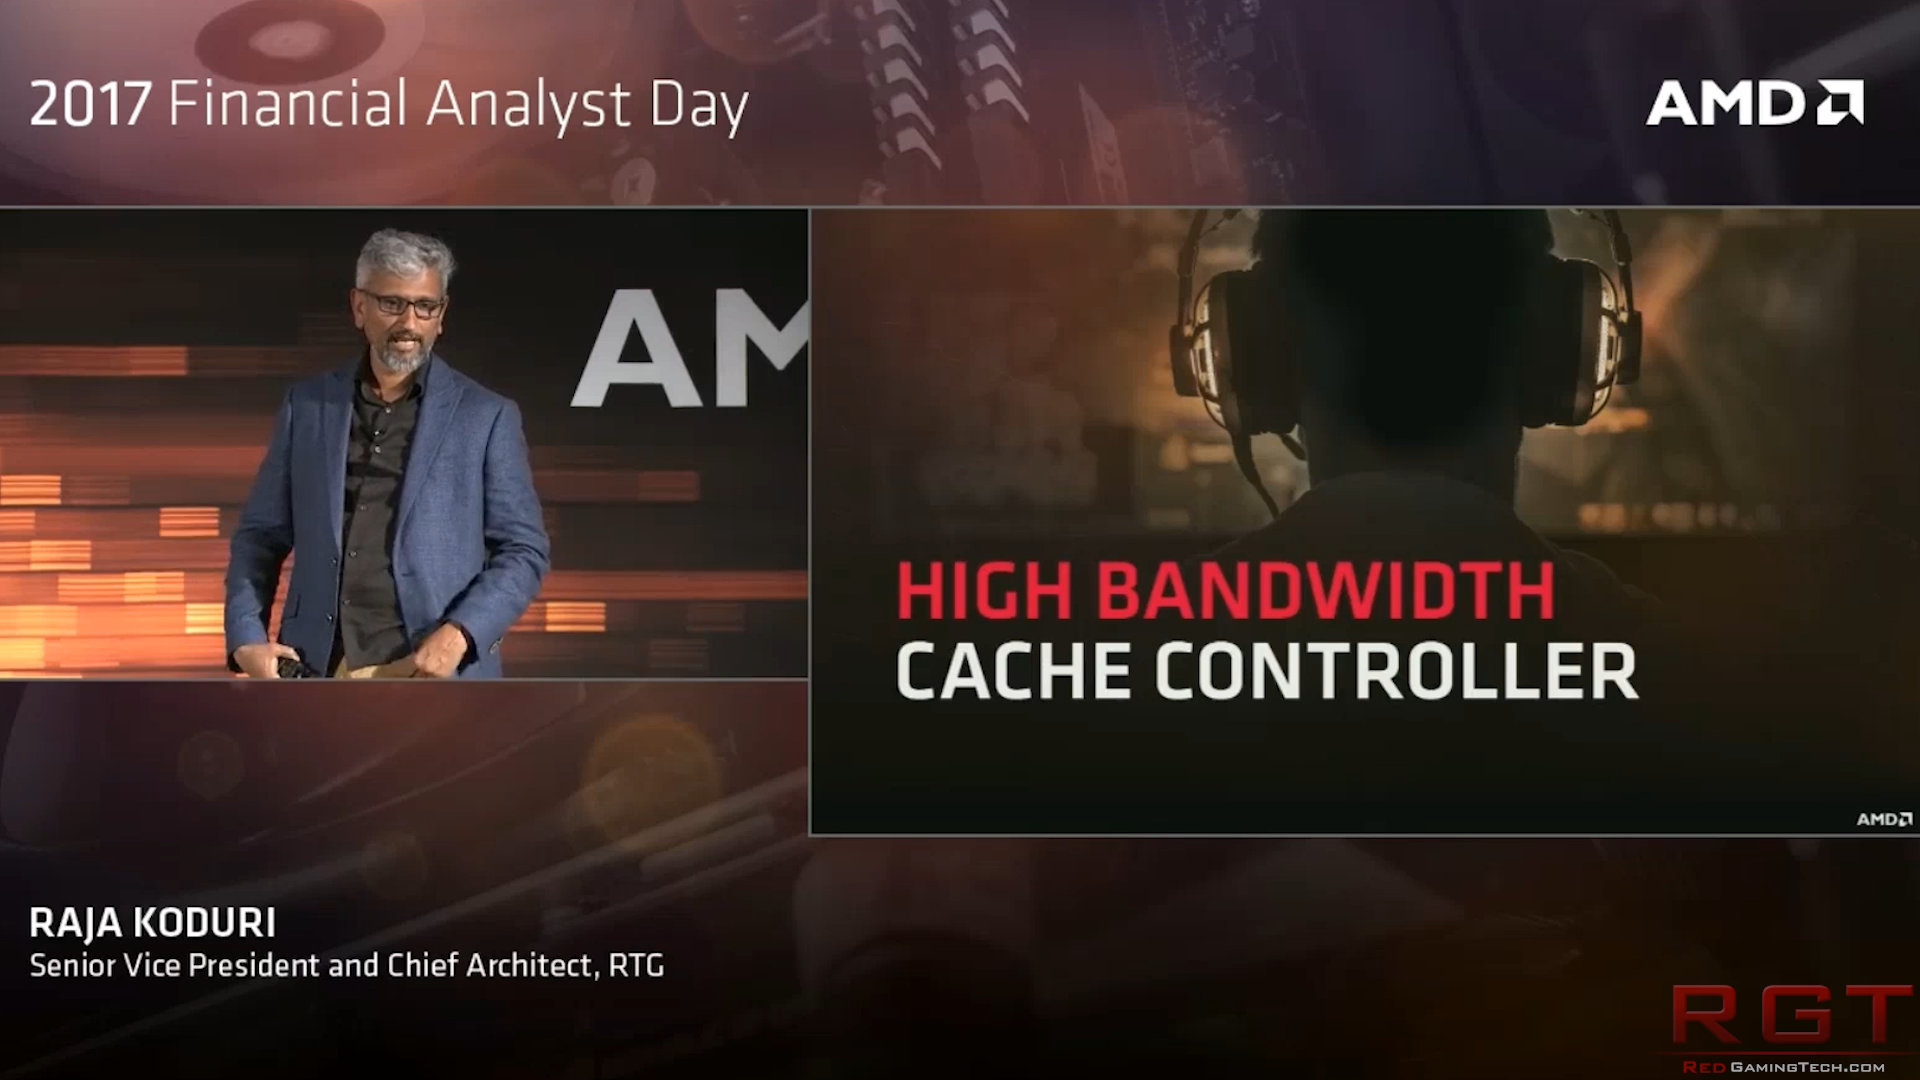 2017 Financial Analyst Day
AMD
AM
HIGH BANDWIDTH
CACHE CONTROLLER
AMD
RAJA KODURI
Senior Vice President and Chief Architect, RTG
RGT
REDGAMINGTECH.COM